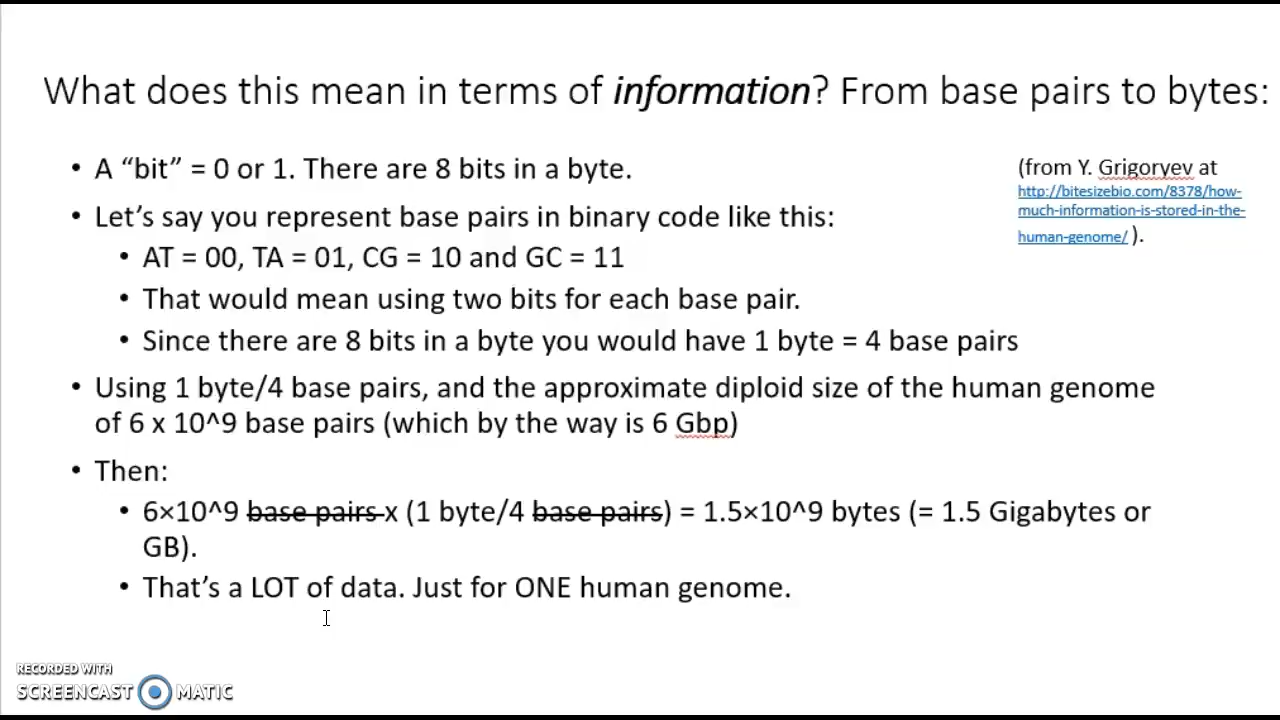 What does this mean in terms of information? From base pairs to bytes:
• A “bit” = 0 or 1. There are 8 bits in a byte.
(from Y. Grigoryev at
http://bitesizebio.com/8378/how-
much-information-is-stored-in-the-
human-genome/ ).
• Let’s say you represent base pairs in binary code like this:
• AT = 00, TA = 01, CG = 10 and GC = 11
• That would mean using two bits for each base pair.
• Since there are 8 bits in a byte you would have 1 byte = 4 base pairs
• Using 1 byte/4 base pairs, and the approximate diploid size of the human genome
of 6 x 10^9 base pairs (which by the way is 6 Gbp)
• Then:
• 6×10^9 base pairs x (1 byte/4 base pairs) = 1.5×10^9 bytes (= 1.5 Gigabytes or
GB).
• That’s a LOT of data. Just for ONE human genome.
RECORDED WITH
SCREENCAST MATIC